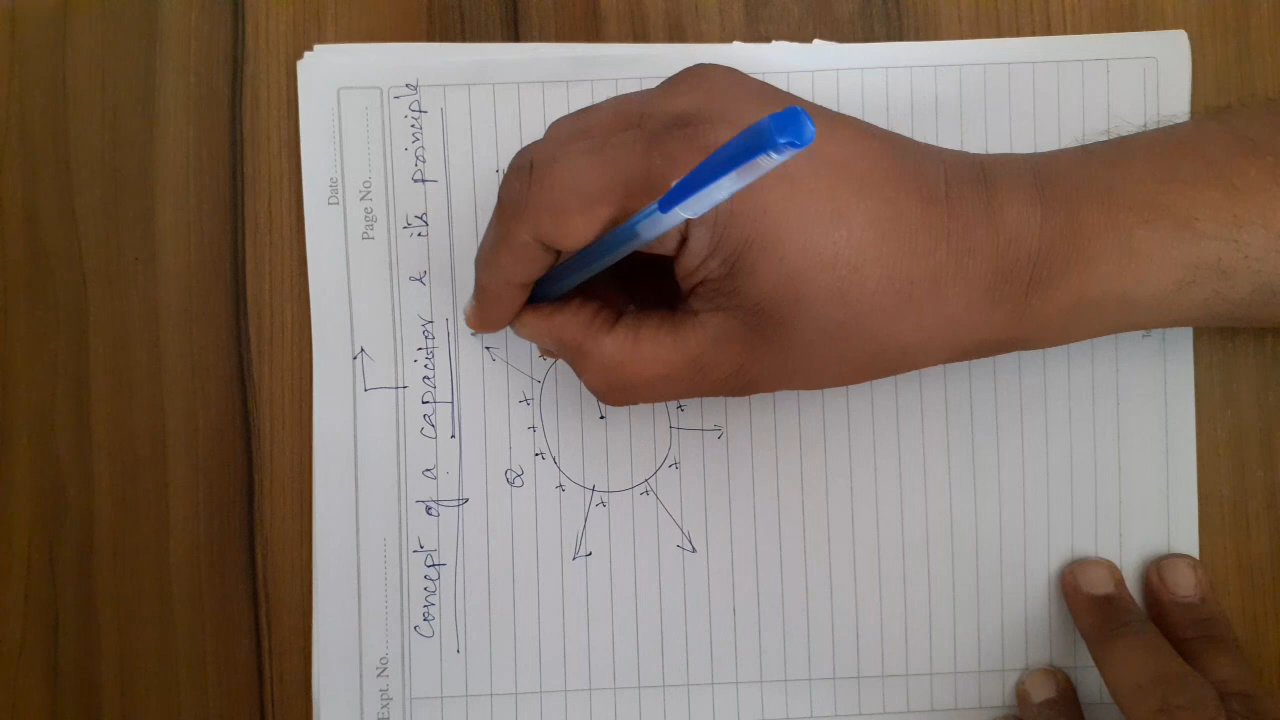 Date
Page No.
Expt. No.
Concept of a capacitor & its principle
Q
+ + + + + + + + +